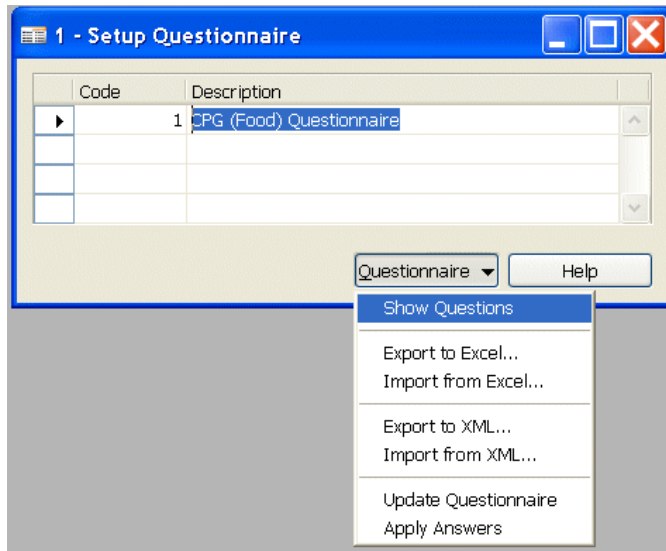 1 - Setup Questionnaire
Code Description
1 CPG (Food) Questionnaire
Questionnaire Help
Show Questions
Export to Excel...
Import from Excel...
Export to XML...
Import from XML...
Update Questionnaire
Apply Answers